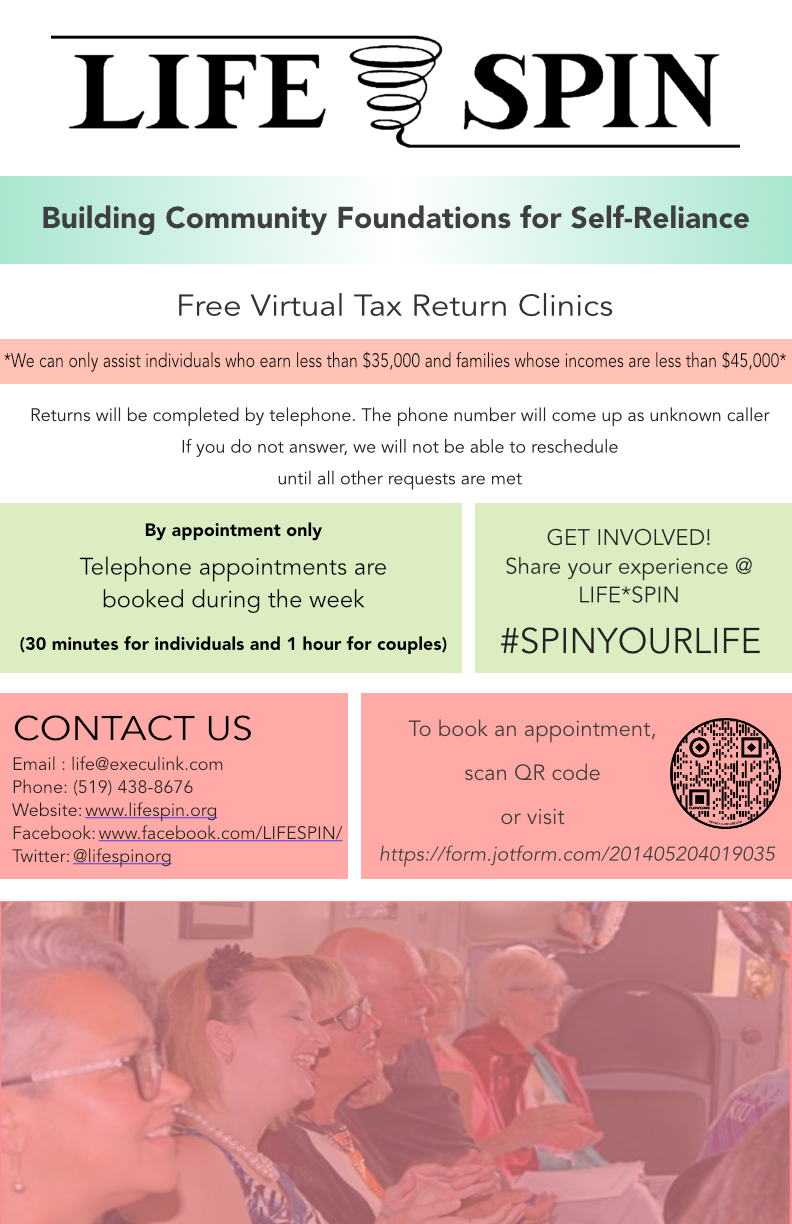 LIFE SPIN
Building Community Foundations for Self-Reliance
Free Virtual Tax Return Clinics
*We can only assist individuals who earn less than $35,000 and families whose incomes are less than $45,000*
Returns will be completed by telephone. The phone number will come up as unknown caller
If you do not answer, we will not be able to reschedule
until all other requests are met
By appointment only
Telephone appointments are
booked during the week
(30 minutes for individuals and 1 hour for couples)
GET INVOLVED!
Share your experience @
LIFE*SPIN
#SPINYOURLIFE
CONTACT US
Email : life@execulink.com
Phone: (519) 438-8676
Website: www.lifespin.org
Facebook: www.facebook.com/LIFESPIN/
Twitter: @lifespinorg
To book an appointment,
scan QR code
or visit
https://form.jotform.com/201405204019035